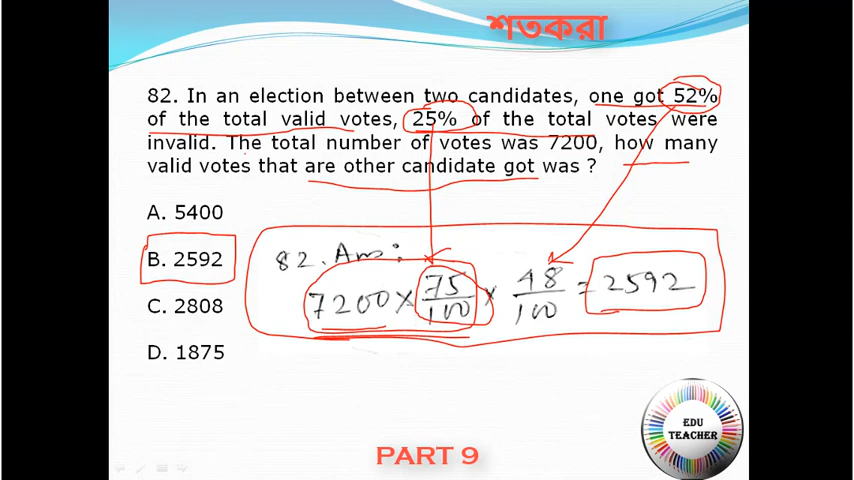 শতকরা
82. In an election between two candidates, one got 52%
of the total valid votes, 25% of the total votes were
invalid. The total number of votes was 7200, how many
valid votes that are other candidate got was ?
A. 5400
B. 2592
C. 2808
D. 1875
82. Ans:
7200 × 75/100 × 48/100 = 2592
EDU
TEACHER
PART 9